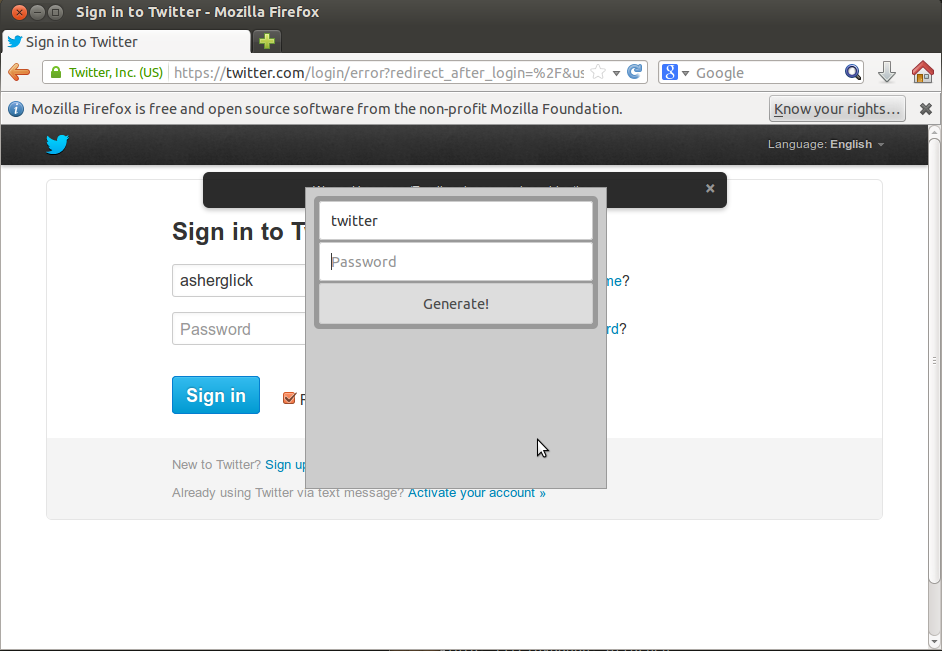 Sign in to Twitter - Mozilla Firefox
Sign in to Twitter
Twitter, Inc. (US) https://twitter.com/login/error?redirect_after_login=%2F&us Google
Mozilla Firefox is free and open source software from the non-profit Mozilla Foundation. Know your rights...
Language: English
twitter
Sign in to T
Password
asherglick me?
Generate!
Password rd?
Sign in
New to Twitter? Sign up
Already using Twitter via text message? Activate your account »